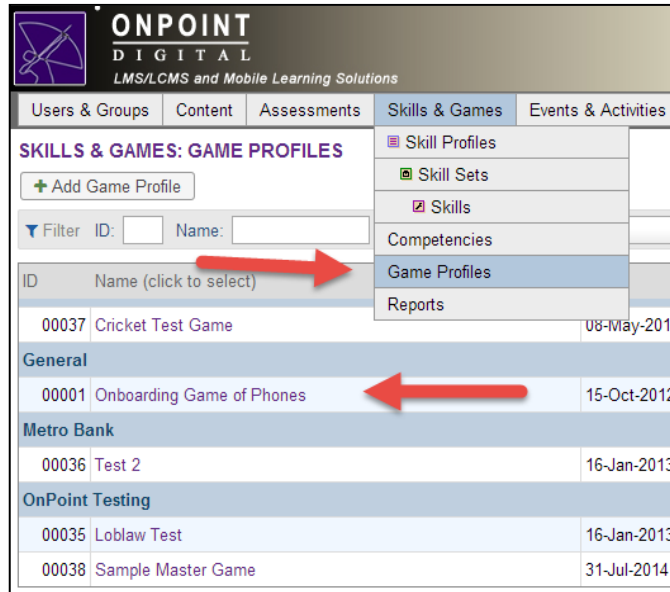 ONPOINT
DIGITAL
LMS/LCMS and Mobile Learning Solutions
Users & Groups Content Assessments Skills & Games Events & Activities
SKILLS & GAMES: GAME PROFILES
Skill Profiles
Skill Sets
Skills
Competencies
Game Profiles
Reports
+ Add Game Profile
Filter ID: Name:
ID Name (click to select)
00037 Cricket Test Game 08-May-201
General
00001 Onboarding Game of Phones 15-Oct-2012
Metro Bank
00036 Test 2 16-Jan-2013
OnPoint Testing
00035 Loblaw Test 16-Jan-2013
00038 Sample Master Game 31-Jul-2014